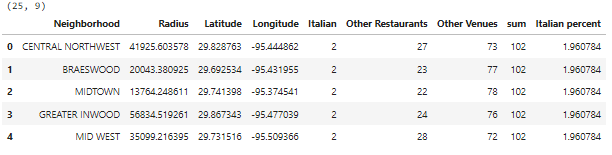 (25, 9)
Neighborhood Radius Latitude Longitude Italian Other Restaurants Other Venues sum Italian percent
0 CENTRAL NORTHWEST 41925.603578 29.828763 -95.444862 2 27 73 102 1.960784
1 BRAESWOOD 20043.380925 29.692534 -95.431955 2 23 77 102 1.960784
2 MIDTOWN 13764.248611 29.741398 -95.374541 2 22 78 102 1.960784
3 GREATER INWOOD 56834.519261 29.867343 -95.477039 2 24 76 102 1.960784
4 MID WEST 35099.216395 29.731516 -95.509366 2 28 72 102 1.960784